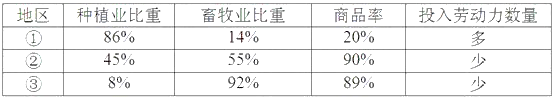 地区 种植业比重 畜牧业比重 商品率 投入劳动力数量
① 86% 14% 20% 多
② 45% 55% 90% 少
③ 8% 92% 89% 少